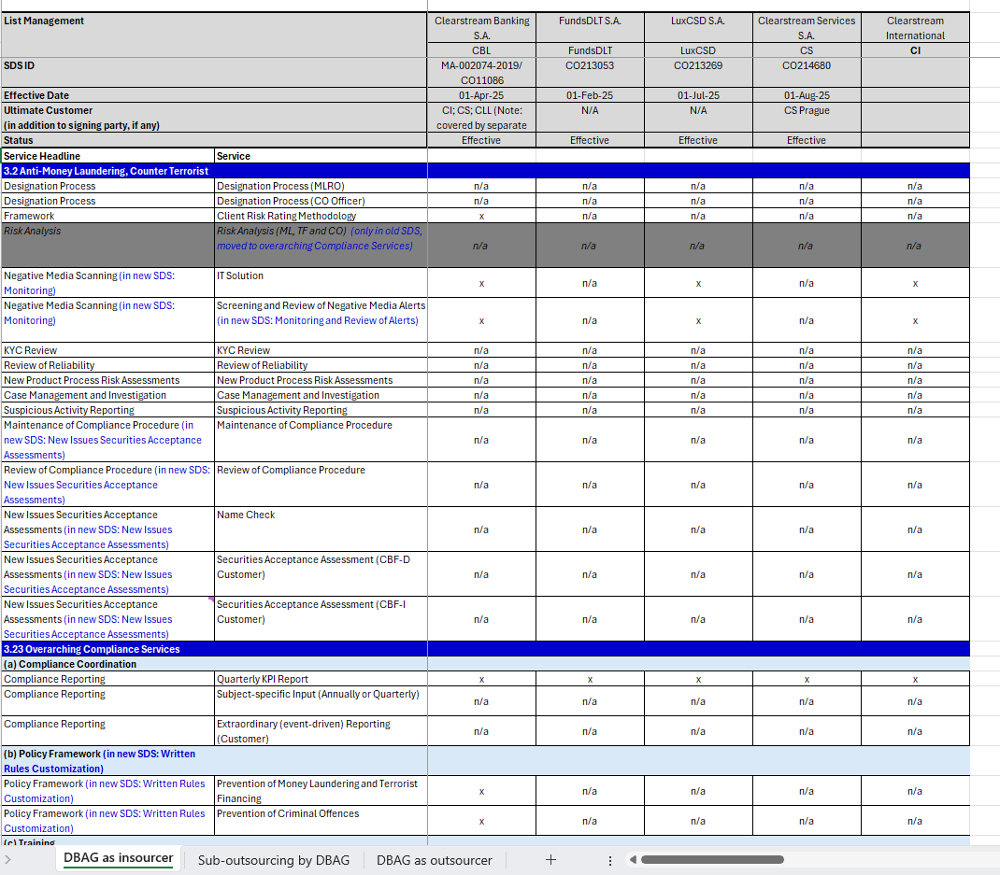 List Management Clearstream Banking S.A. FundsDLT S.A. LuxCSD S.A. Clearstream Services S.A. Clearstream International
CBL FundsDLT LuxCSD CS CI
SDS ID MA-002074-2019/ CO11086 CO213053 CO213269 CO214680
Effective Date 01-Apr-25 01-Feb-25 01-Jul-25 01-Aug-25
Ultimate Customer (in addition to signing party, if any) CI; CS; CLL (Note: covered by separate N/A N/A CS Prague
Status Effective Effective Effective Effective
Service Headline Service
3.2 Anti-Money Laundering, Counter Terrorist
Designation Process Designation Process (MLRO) n/a n/a n/a n/a n/a
Designation Process Designation Process (CO Officer) n/a n/a n/a n/a n/a
Framework Client Risk Rating Methodology x n/a n/a n/a n/a
Risk Analysis Risk Analysis (ML, TF and CO) (only in old SDS, moved to overarching Compliance Services) n/a n/a n/a n/a n/a
Negative Media Scanning (in new SDS: Monitoring) IT Solution x n/a x n/a x
Negative Media Scanning (in new SDS: Monitoring) Screening and Review of Negative Media Alerts (in new SDS: Monitoring and Review of Alerts) x n/a x n/a x
KYC Review KYC Review n/a n/a n/a n/a n/a
Review of Reliability Review of Reliability n/a n/a n/a n/a n/a
New Product Process Risk Assessments New Product Process Risk Assessments n/a n/a n/a n/a n/a
Case Management and Investigation Case Management and Investigation n/a n/a n/a n/a n/a
Suspicious Activity Reporting Suspicious Activity Reporting n/a n/a n/a n/a n/a
Maintenance of Compliance Procedure (in new SDS: New Issues Securities Acceptance Assessments) Maintenance of Compliance Procedure n/a n/a n/a n/a n/a
Review of Compliance Procedure (in new SDS: New Issues Securities Acceptance Assessments) Review of Compliance Procedure n/a n/a n/a n/a n/a
New Issues Securities Acceptance Assessments (in new SDS: New Issues Securities Acceptance Assessments) Name Check n/a n/a n/a n/a n/a
New Issues Securities Acceptance Assessments (in new SDS: New Issues Securities Acceptance Assessments) Securities Acceptance Assessment (CBF-D Customer) n/a n/a n/a n/a n/a
New Issues Securities Acceptance Assessments (in new SDS: New Issues Securities Acceptance Assessments) Securities Acceptance Assessment (CBF-I Customer) n/a n/a n/a n/a n/a
3.23 Overarching Compliance Services
(a) Compliance Coordination
Compliance Reporting Quarterly KPI Report x x x x x
Compliance Reporting Subject-specific Input (Annually or Quarterly) n/a n/a n/a n/a n/a
Compliance Reporting Extraordinary (event-driven) Reporting (Customer) n/a n/a n/a n/a n/a
(b) Policy Framework (in new SDS: Written Rules Customization)
Policy Framework (in new SDS: Written Rules Customization) Prevention of Money Laundering and Terrorist Financing x n/a n/a n/a n/a
Policy Framework (in new SDS: Written Rules Customization) Prevention of Criminal Offences x n/a n/a n/a n/a
(c) Training
DBAG as insourcer Sub-outsourcing by DBAG DBAG as outsourcer